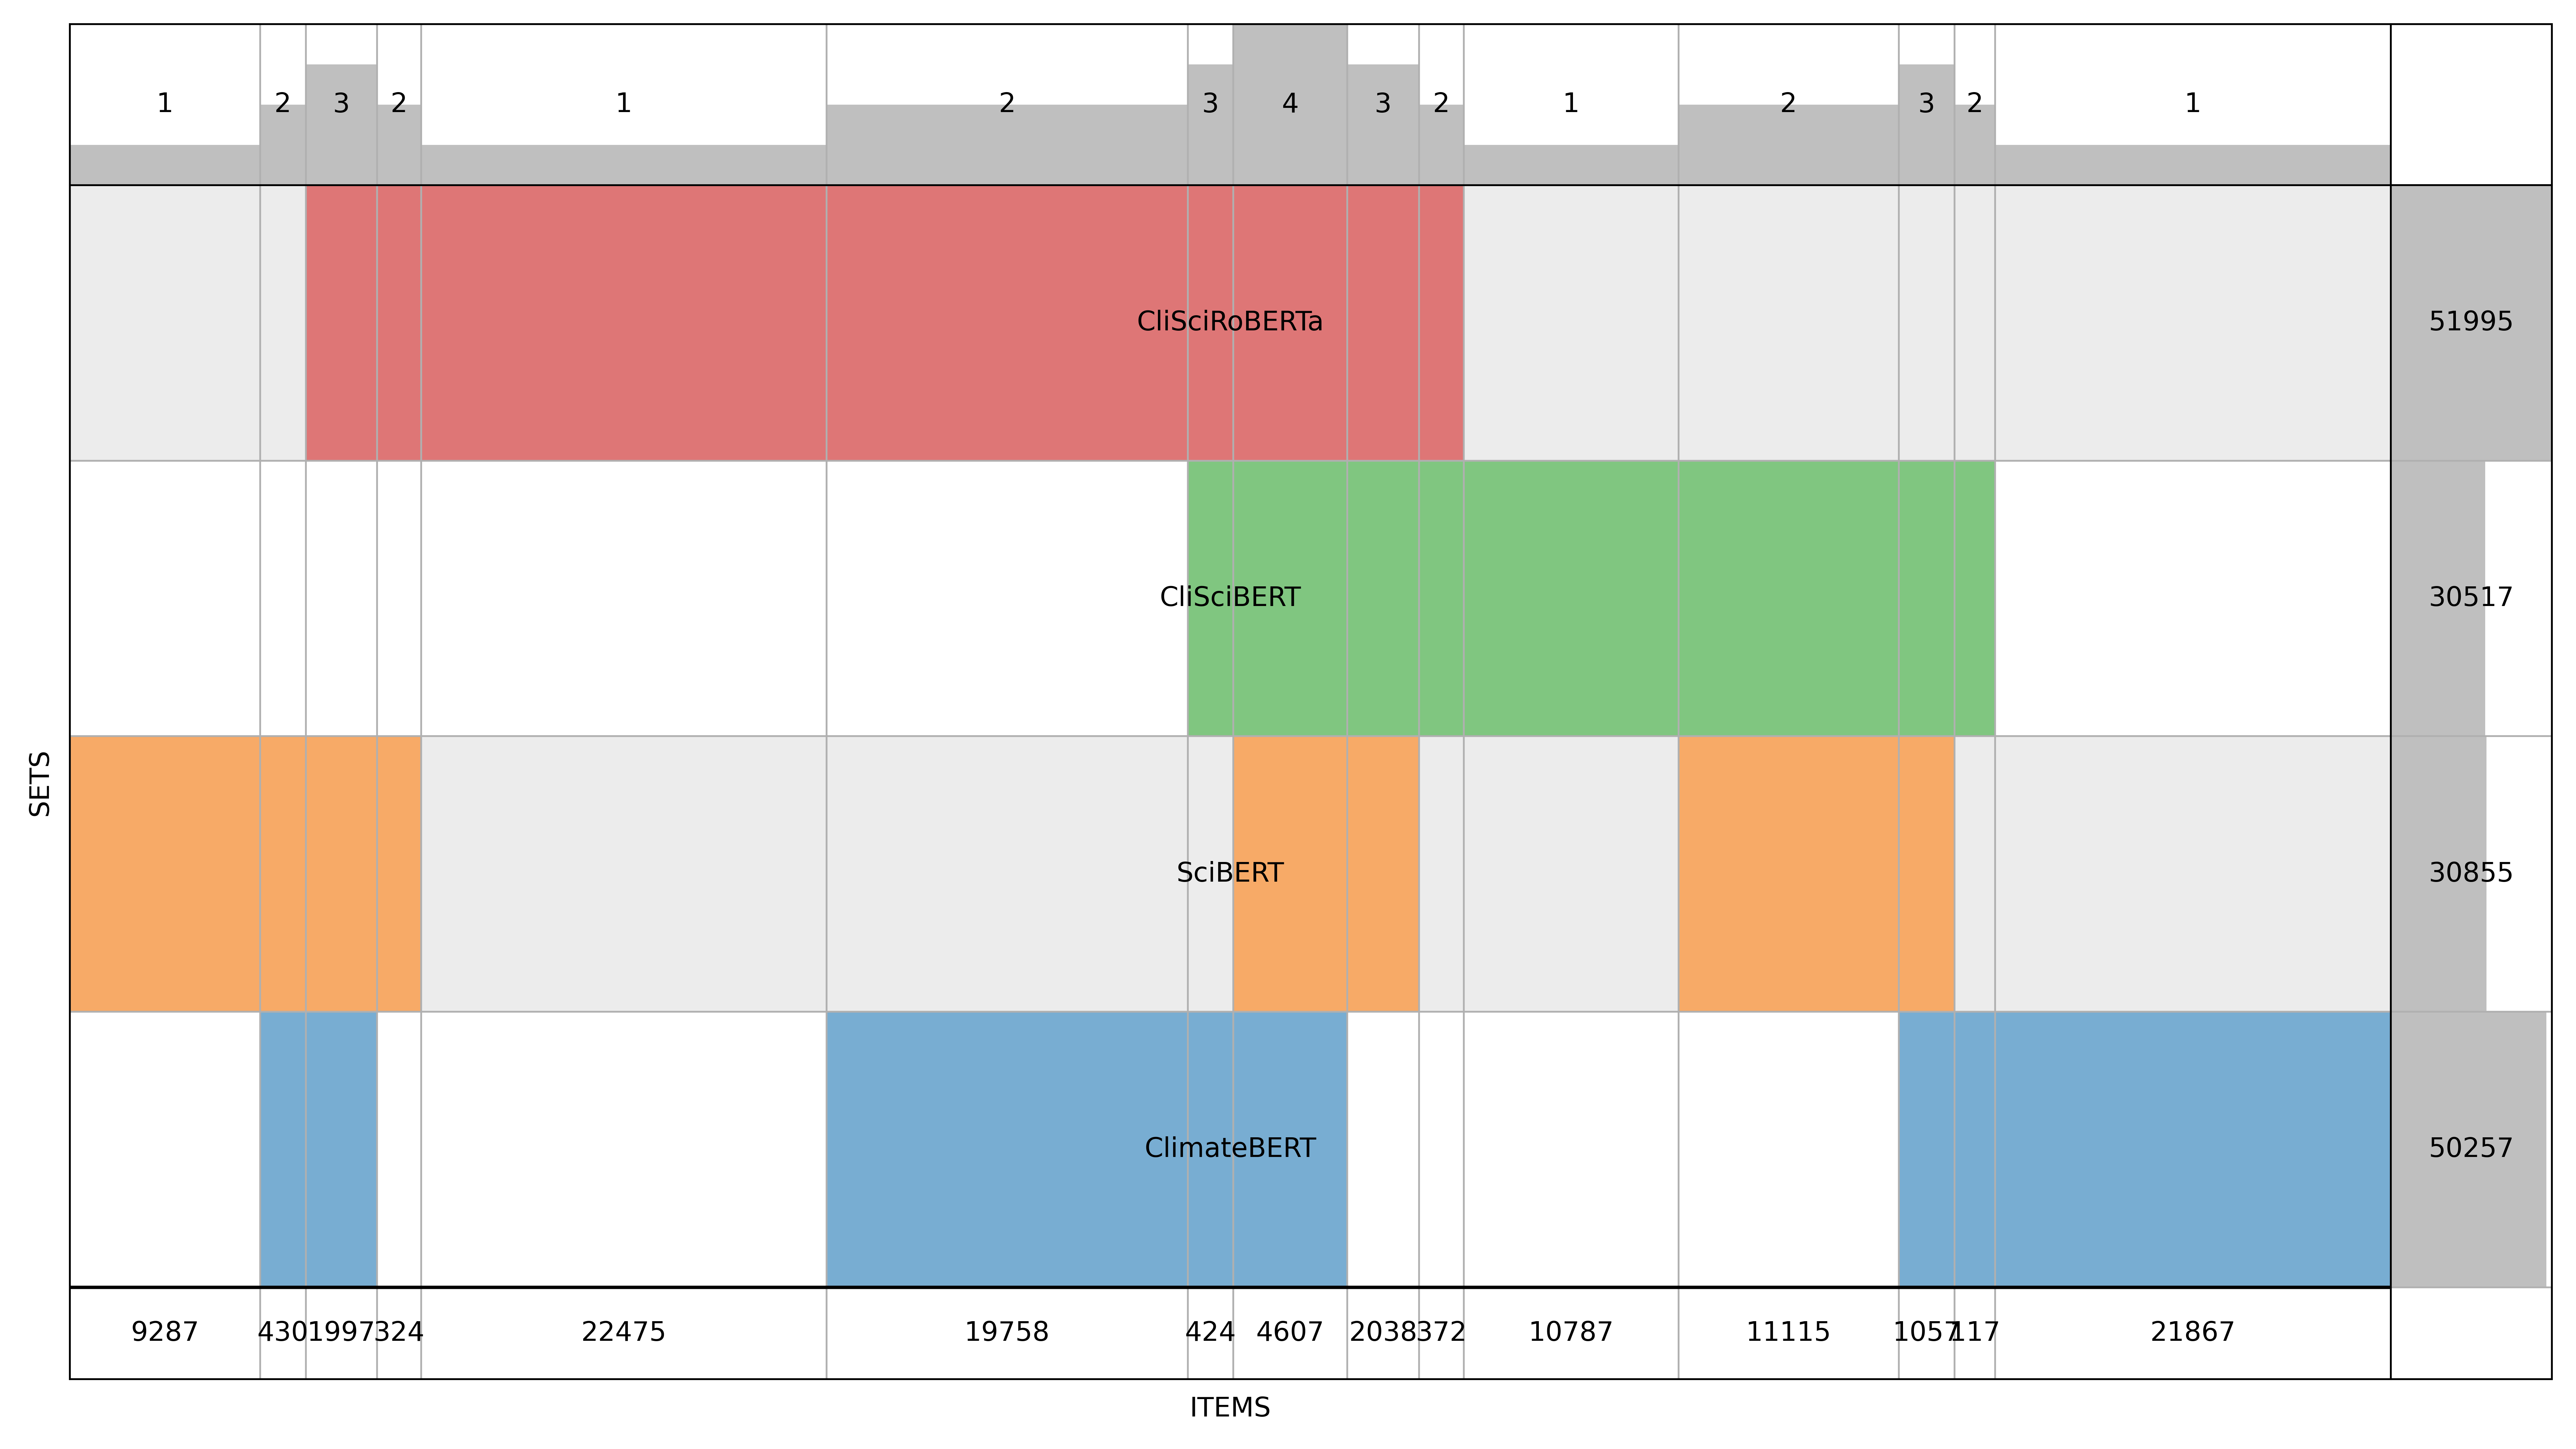 1 2 3 2 1 2 3 4 3 2 1 2 3 2 1
CliSciRoBERTa 51995
CliSciBERT 30517
SETS
SciBERT 30855
ClimateBERT 50257
9287 430 1997 324 22475 19758 424 4607 2038 372 10787 11115 1057 117 21867
ITEMS